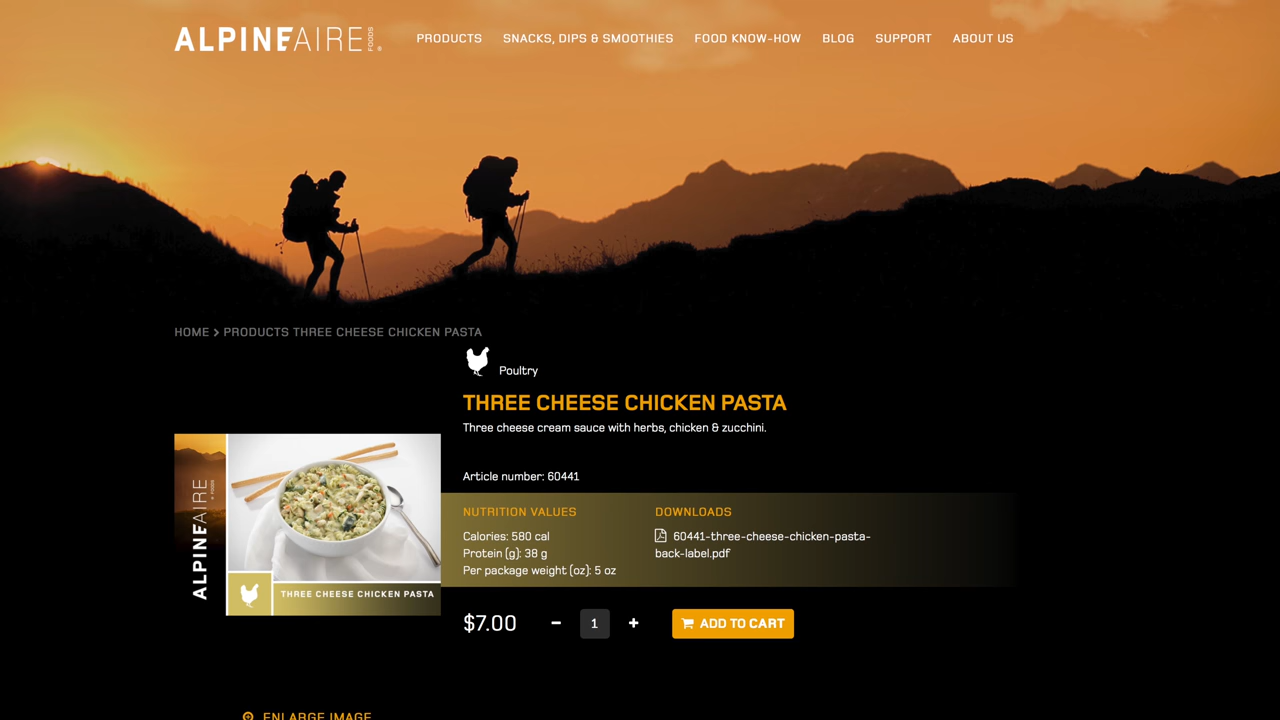 ALPINEAIRE FOODS ®
PRODUCTS SNACKS, DIPS & SMOOTHIES FOOD KNOW-HOW BLOG SUPPORT ABOUT US
HOME > PRODUCTS THREE CHEESE CHICKEN PASTA
Poultry
THREE CHEESE CHICKEN PASTA
Three cheese cream sauce with herbs, chicken & zucchini.
Article number: 60441
ALPINEAIRE
THREE CHEESE CHICKEN PASTA
NUTRITION VALUES
Calories: 580 cal
Protein (g): 38 g
Per package weight (oz): 5 oz
DOWNLOADS
60441-three-cheese-chicken-pasta-
back-label.pdf
$7.00 − 1 + ADD TO CART
ENLARGE IMAGE